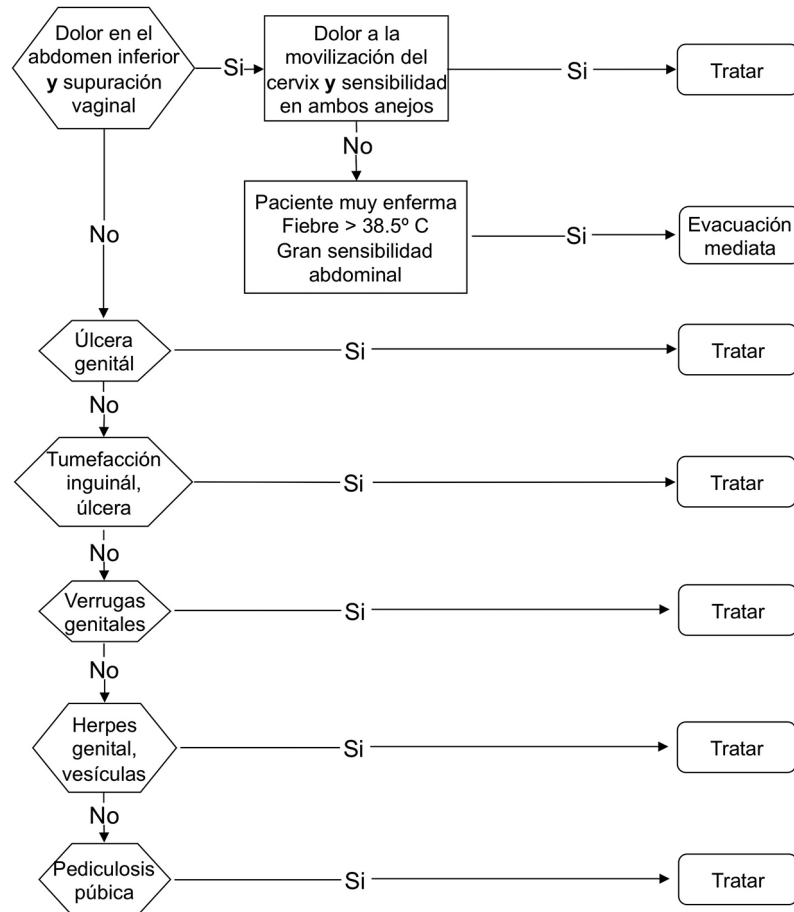 Dolor en el
abdomen inferior
y supuración
vaginal
Si
Dolor a la
movilización del
cervix y sensibilidad
en ambos anejos
Si
Tratar
No
No
Paciente muy enferma
Fiebre > 38.5º C
Gran sensibilidad
abdominal
Si
Evacuación
mediata
Úlcera
genitál
Si
Tratar
No
Tumefacción
inguinál,
úlcera
Si
Tratar
No
Verrugas
genitales
Si
Tratar
No
Herpes
genital,
vesículas
Si
Tratar
No
Pediculosis
púbica
Si
Tratar